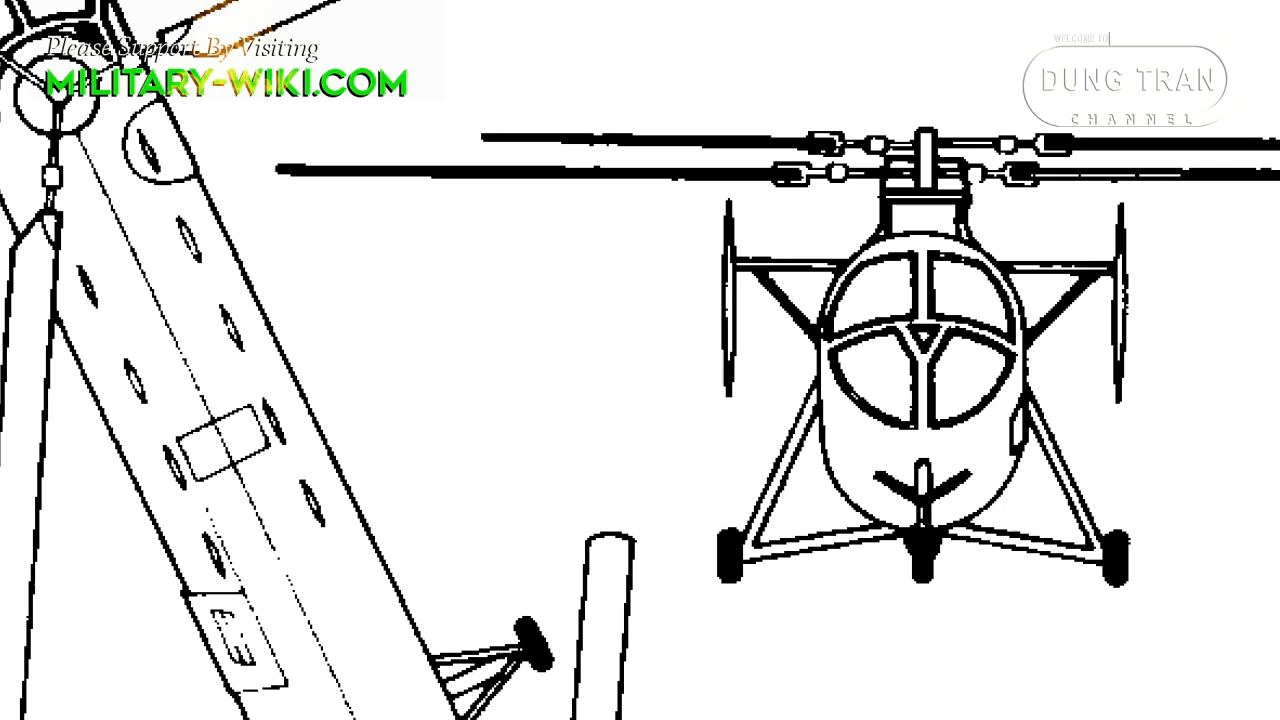 Please Support By Visiting
MILITARY-WIKI.COM
WELCOME TO
DUNG TRAN
CHANNEL